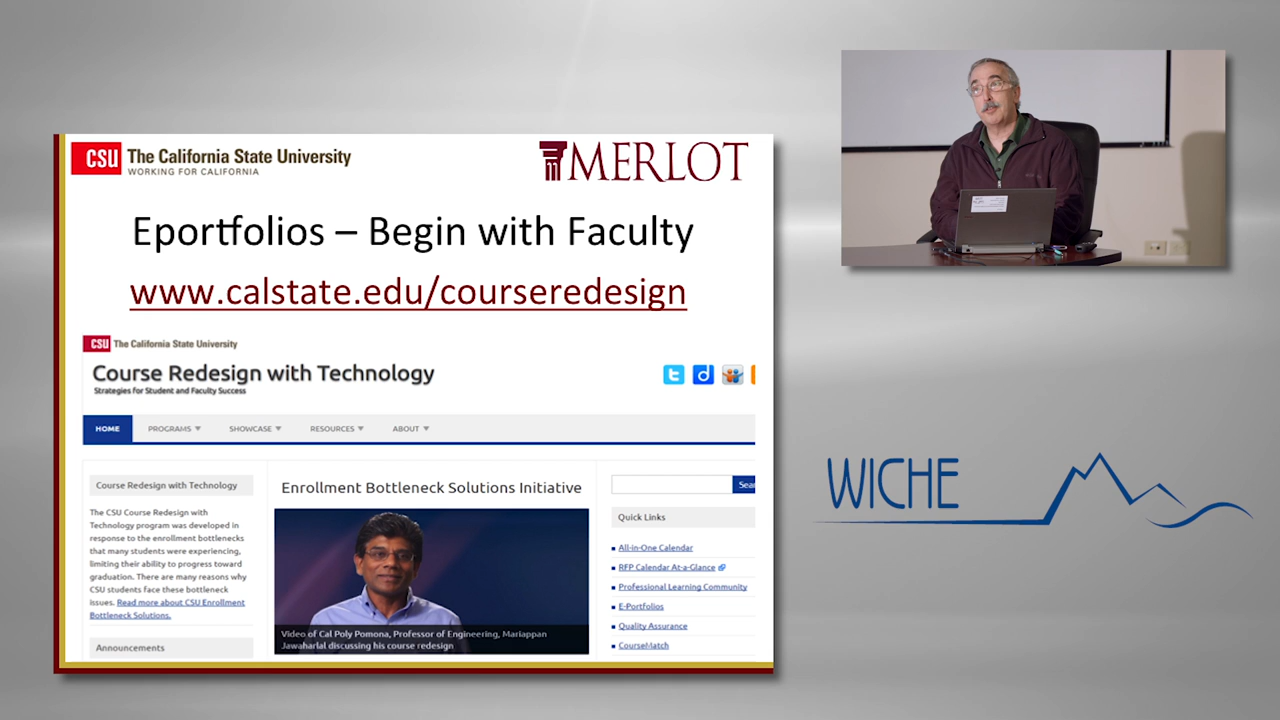 CSU The California State University
WORKING FOR CALIFORNIA
MERLOT
Eportfolios – Begin with Faculty
www.calstate.edu/courseredesign
CSU The California State University
Course Redesign with Technology
Strategies for Student and Faculty Success
HOME PROGRAMS SHOWCASE RESOURCES ABOUT
Course Redesign with Technology
The CSU Course Redesign with
Technology program was developed in
response to the enrollment bottlenecks
that many students were experiencing,
limiting their ability to progress toward
graduation. There are many reasons why
CSU students face these bottleneck
issues. Read more about CSU Enrollment
Bottleneck Solutions.
Announcements
Enrollment Bottleneck Solutions Initiative
Video of Cal Poly Pomona, Professor of Engineering, Mariappan
Jawaharlal discussing his course redesign
Sear
Quick Links
All-in-One Calendar
RFP Calendar At-a-Glance
Professional Learning Community
E-Portfolios
Quality Assurance
CourseMatch
WICHE